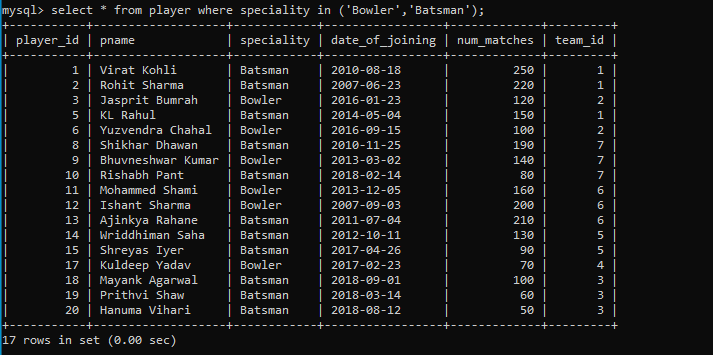 mysql> select * from player where speciality in ('Bowler','Batsman');
+-----------+-------------------+------------+-----------------+-------------+---------+
| player_id | pname             | speciality | date_of_joining | num_matches | team_id |
+-----------+-------------------+------------+-----------------+-------------+---------+
|         1 | Virat Kohli       | Batsman    | 2010-08-18      |         250 |       1 |
|         2 | Rohit Sharma      | Batsman    | 2007-06-23      |         220 |       1 |
|         3 | Jasprit Bumrah    | Bowler     | 2016-01-23      |         120 |       2 |
|         5 | KL Rahul          | Batsman    | 2014-05-04      |         150 |       1 |
|         6 | Yuzvendra Chahal  | Bowler     | 2016-09-15      |         100 |       2 |
|         8 | Shikhar Dhawan    | Batsman    | 2010-11-25      |         190 |       7 |
|         9 | Bhuvneshwar Kumar | Bowler     | 2013-03-02      |         140 |       7 |
|        10 | Rishabh Pant      | Batsman    | 2018-02-14      |          80 |       7 |
|        11 | Mohammed Shami    | Bowler     | 2013-12-05      |         160 |       6 |
|        12 | Ishant Sharma     | Bowler     | 2007-09-03      |         200 |       6 |
|        13 | Ajinkya Rahane    | Batsman    | 2011-07-04      |         210 |       6 |
|        14 | Wriddhiman Saha   | Batsman    | 2012-10-11      |         130 |       5 |
|        15 | Shreyas Iyer      | Batsman    | 2017-04-26      |          90 |       5 |
|        17 | Kuldeep Yadav     | Bowler     | 2017-02-23      |          70 |       4 |
|        18 | Mayank Agarwal    | Batsman    | 2018-09-01      |         100 |       3 |
|        19 | Prithvi Shaw      | Batsman    | 2018-03-14      |          60 |       3 |
|        20 | Hanuma Vihari     | Batsman    | 2018-08-12      |          50 |       3 |
+-----------+-------------------+------------+-----------------+-------------+---------+
17 rows in set (0.00 sec)